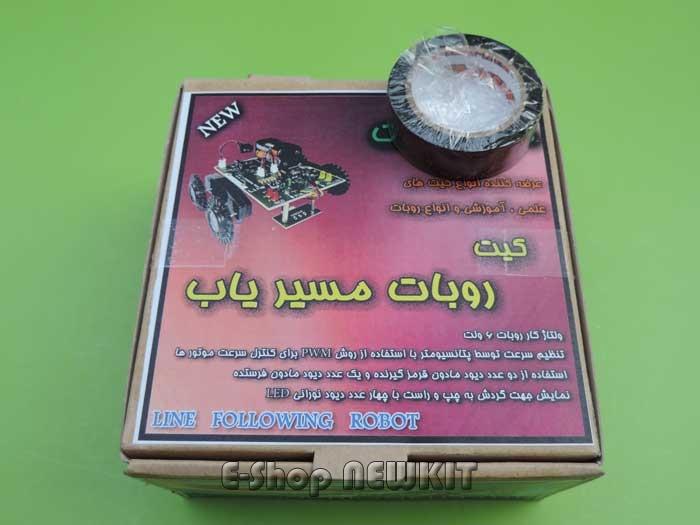 NEW
عرضه کننده انواع کیت های
علمی ، آموزشی و انواع روبات
کیت
روبات مسیر یاب
ولتاژ کار روبات ۶ ولت
تنظیم سرعت توسط پتانسیومتر با استفاده از روش PWM برای کنترل سرعت موتور ها
استفاده از دو عدد دیود مادون قرمز گیرنده و یک عدد دیود مادون فرستنده
نمایش جهت گردش به چپ و راست با چهار عدد دیود نورانی LED
LINE FOLLOWING ROBOT
E-Shop NEWKIT